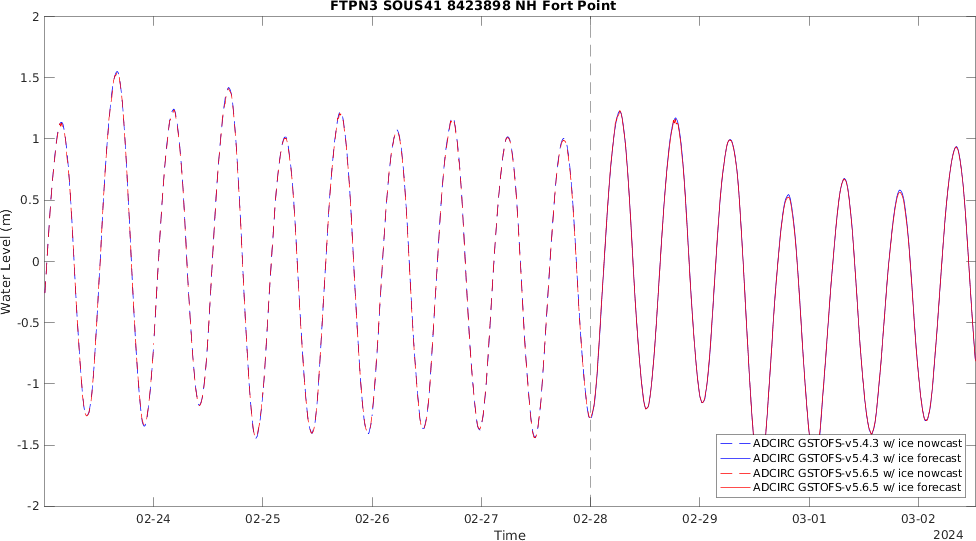 FTPN3 SOUS41 8423898 NH Fort Point
2
1.5
1
0.5
0
-0.5
-1
-1.5
-2
Water Level (m)
02-24 02-25 02-26 02-27 02-28 02-29 03-01 03-02
Time
2024
ADCIRC GSTOFS-v5.4.3 w/ ice nowcast
ADCIRC GSTOFS-v5.4.3 w/ ice forecast
ADCIRC GSTOFS-v5.6.5 w/ ice nowcast
ADCIRC GSTOFS-v5.6.5 w/ ice forecast